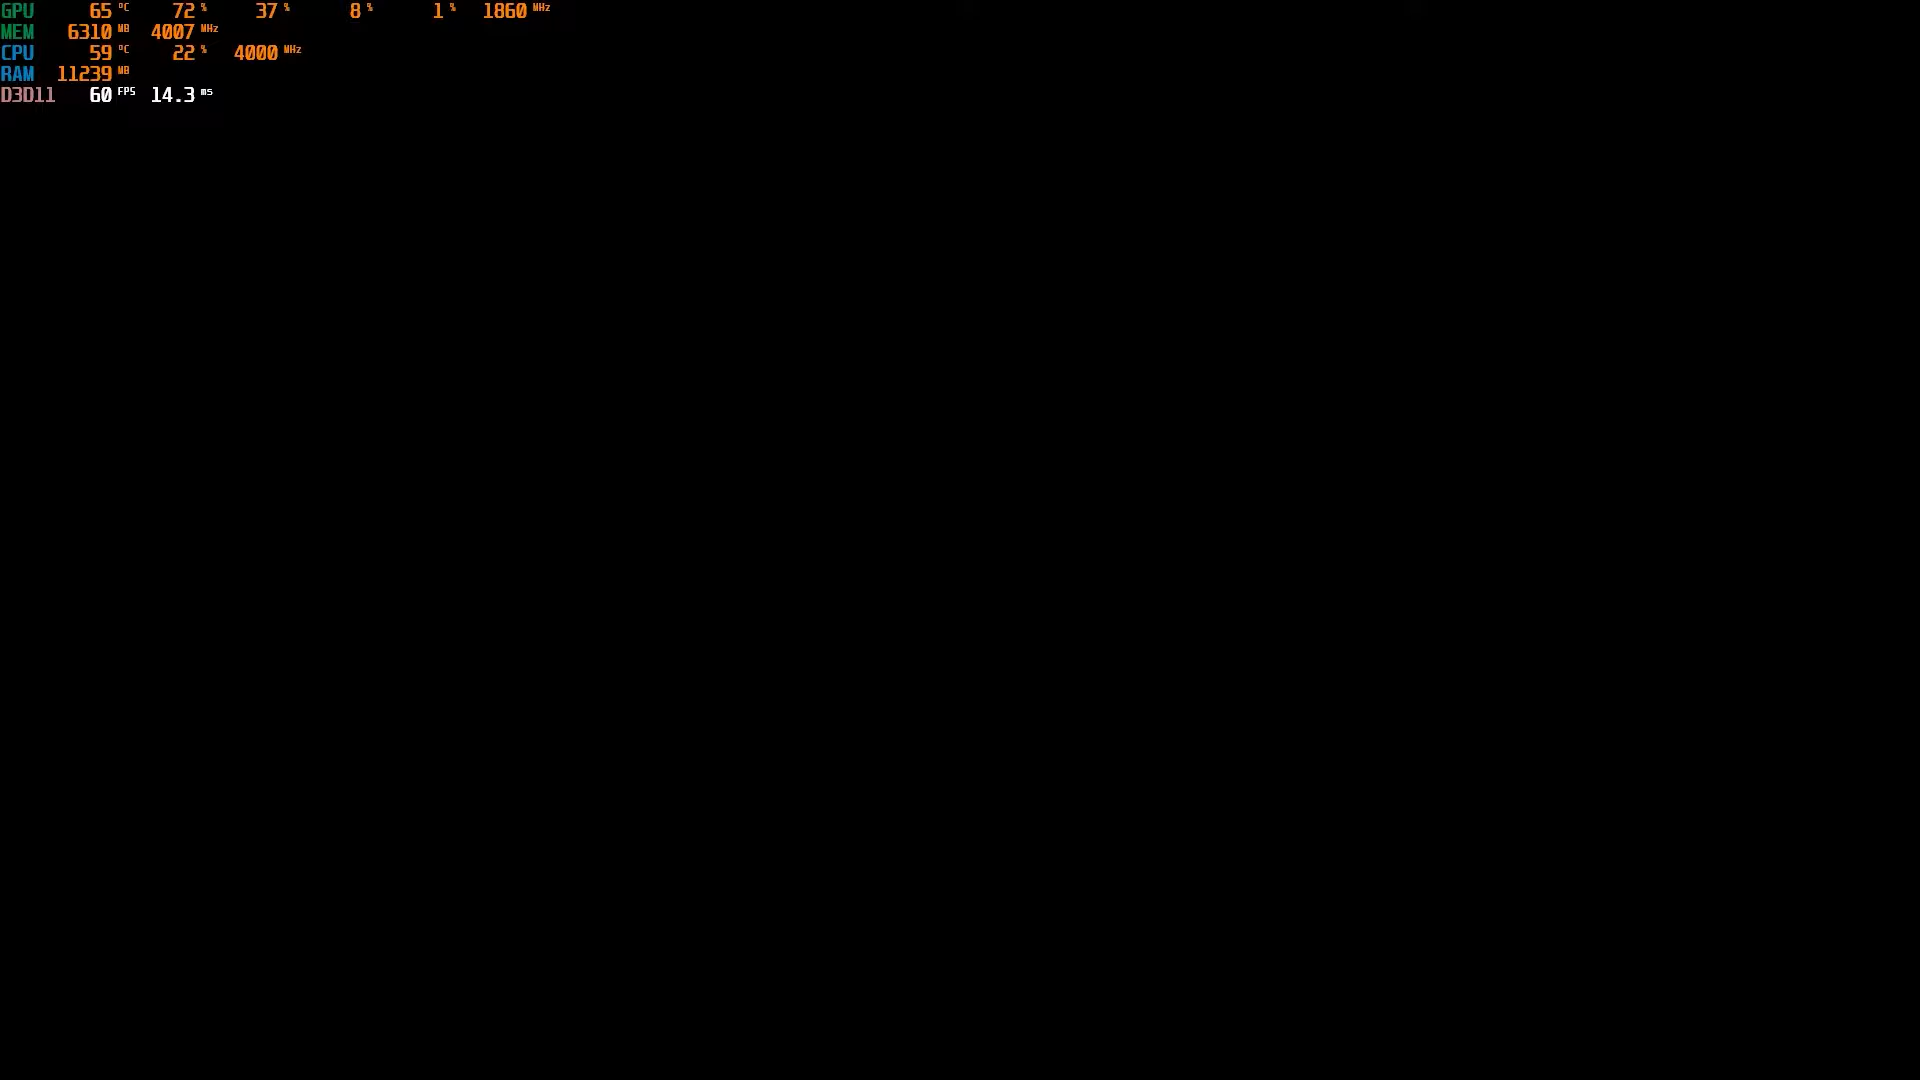 GPU 65 °C 72 % 37 % 8 % 1 % 1860 MHz
MEM 6310 MB 4007 MHz
CPU 59 °C 22 % 4000 MHz
RAM 11239 MB
D3D11 60 FPS 14.3 ms